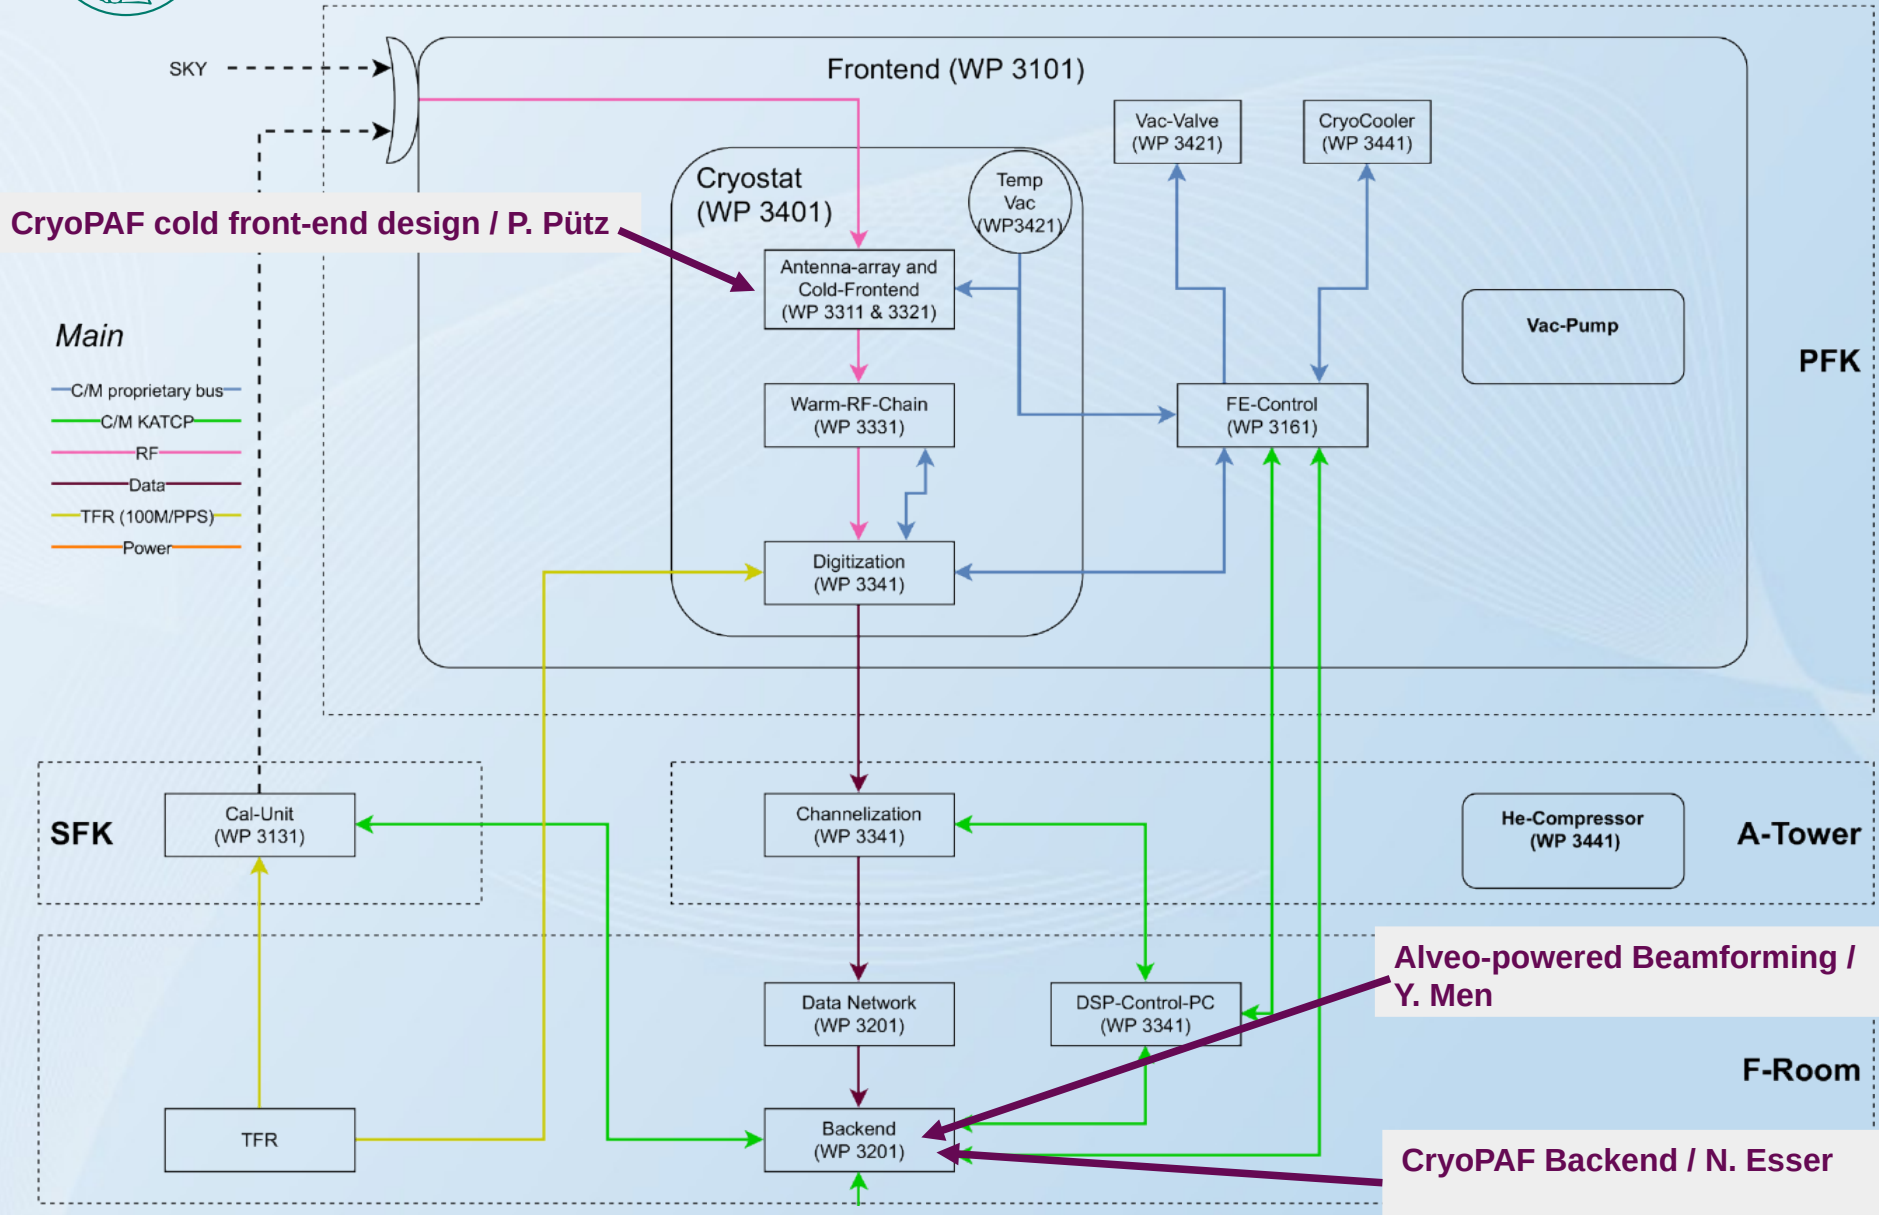 SKY
Frontend (WP 3101)
Vac-Valve
(WP 3421)
CryoCooler
(WP 3441)
Cryostat
(WP 3401)
Temp
Vac
(WP3421)
CryoPAF cold front-end design / P. Pütz
Antenna-array and
Cold-Frontend
(WP 3311 & 3321)
Vac-Pump
Main
PFK
C/M proprietary bus
C/M KATCP
RF
Data
TFR (100M/PPS)
Power
Warm-RF-Chain
(WP 3331)
FE-Control
(WP 3161)
Digitization
(WP 3341)
SFK
Cal-Unit
(WP 3131)
Channelization
(WP 3341)
He-Compressor
(WP 3441)
A-Tower
Alveo-powered Beamforming /
Y. Men
Data Network
(WP 3201)
DSP-Control-PC
(WP 3341)
F-Room
TFR
Backend
(WP 3201)
CryoPAF Backend / N. Esser